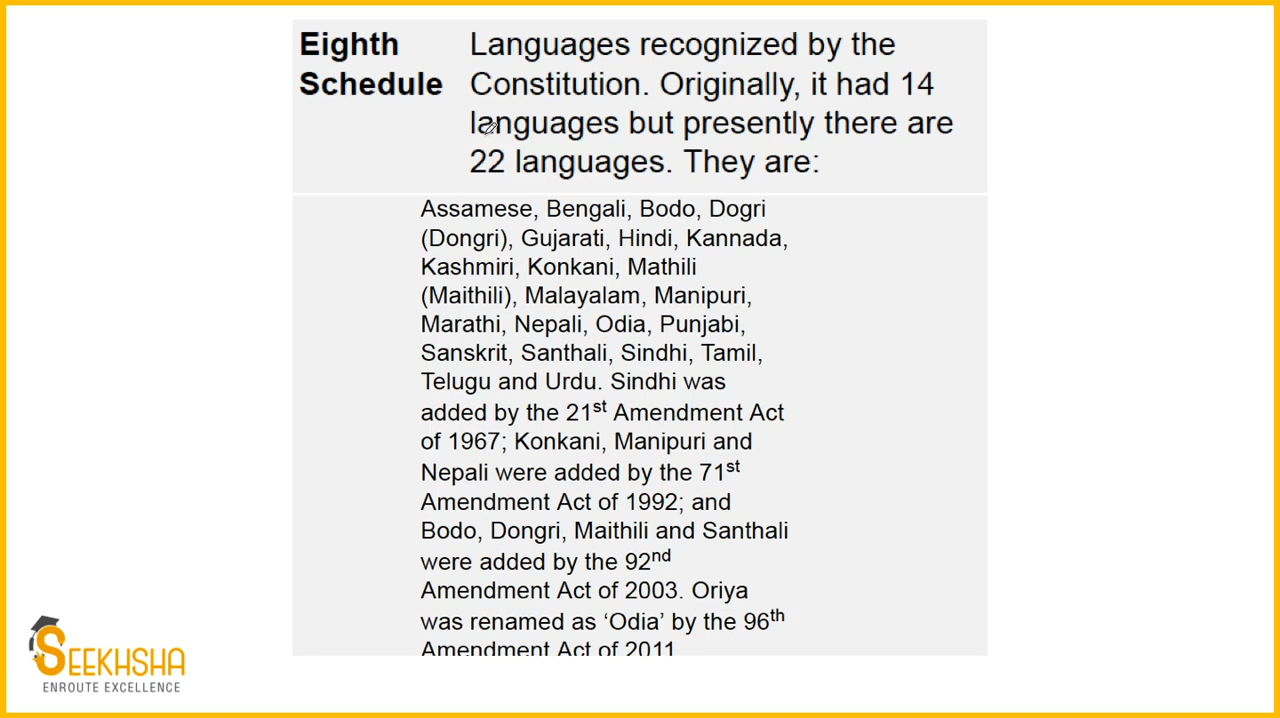 Eighth Schedule
Languages recognized by the
Constitution. Originally, it had 14
languages but presently there are
22 languages. They are:
Assamese, Bengali, Bodo, Dogri
(Dongri), Gujarati, Hindi, Kannada,
Kashmiri, Konkani, Mathili
(Maithili), Malayalam, Manipuri,
Marathi, Nepali, Odia, Punjabi,
Sanskrit, Santhali, Sindhi, Tamil,
Telugu and Urdu. Sindhi was
added by the 21st Amendment Act
of 1967; Konkani, Manipuri and
Nepali were added by the 71st
Amendment Act of 1992; and
Bodo, Dongri, Maithili and Santhali
were added by the 92nd
Amendment Act of 2003. Oriya
was renamed as ‘Odia’ by the 96th
Amendment Act of 2011
SEEKHSHA
ENROUTE EXCELLENCE